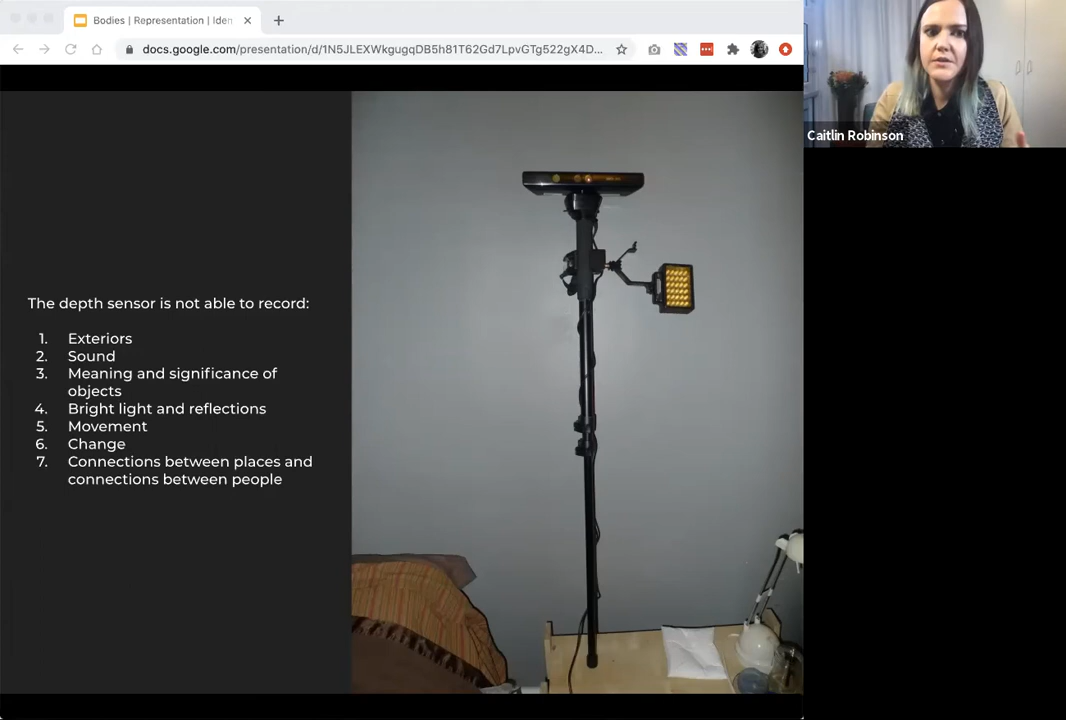 Bodies | Representation | Iden
docs.google.com/presentation/d/1N5JLEXWkgugqDB5h81T62Gd7LpvGTg522gX4D...
Caitlin Robinson
The depth sensor is not able to record:
1. Exteriors
2. Sound
3. Meaning and significance of
objects
4. Bright light and reflections
5. Movement
6. Change
7. Connections between places and
connections between people